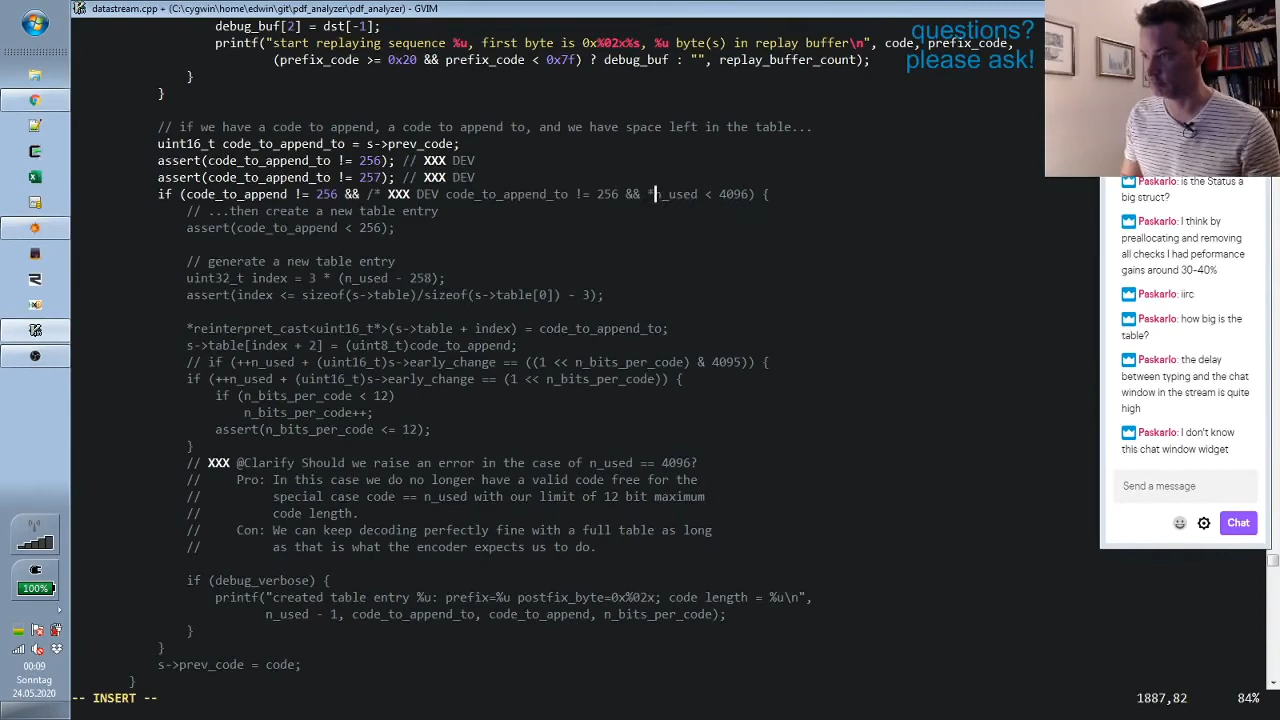 datastream.cpp + (C:\cygwin\home\edwin\git\pdf_analyzer\pdf_analyzer) - GVIM
debug_buf[2] = dst[-1];
printf("start replaying sequence %u, first byte is 0x%02x%s, %u byte(s) in replay buffer\n", code, prefix_code,
(prefix_code >= 0x20 && prefix_code < 0x7f) ? debug_buf : "", replay_buffer_count);
}
}
// if we have a code to append, a code to append to, and we have space left in the table...
uint16_t code_to_append_to = s->prev_code;
assert(code_to_append_to != 256); // XXX DEV
assert(code_to_append_to != 257); // XXX DEV
if (code_to_append != 256 && /* XXX DEV code_to_append_to != 256 && *n_used < 4096) {
// ...then create a new table entry
assert(code_to_append < 256);
// generate a new table entry
uint32_t index = 3 * (n_used - 258);
assert(index <= sizeof(s->table)/sizeof(s->table[0]) - 3);
*reinterpret_cast<uint16_t*>(s->table + index) = code_to_append_to;
s->table[index + 2] = (uint8_t)code_to_append;
// if (++n_used + (uint16_t)s->early_change == ((1 << n_bits_per_code) & 4095)) {
if (++n_used + (uint16_t)s->early_change == (1 << n_bits_per_code)) {
if (n_bits_per_code < 12)
n_bits_per_code++;
assert(n_bits_per_code <= 12);
}
// XXX @Clarify Should we raise an error in the case of n_used == 4096?
// Pro: In this case we do no longer have a valid code free for the
// special case code == n_used with our limit of 12 bit maximum
// code length.
// Con: We can keep decoding perfectly fine with a full table as long
// as that is what the encoder expects us to do.
if (debug_verbose) {
printf("created table entry %u: prefix=%u postfix_byte=0x%02x; code length = %u\n",
n_used - 1, code_to_append_to, code_to_append, n_bits_per_code);
}
}
s->prev_code = code;
}
-- INSERT --
1887,82
84%
questions?
please ask!
Paskarlo: is the Status a
big struct?
Paskarlo: I think by
preallocating and removing
all checks I had peformance
gains around 30-40%
Paskarlo: iirc
Paskarlo: how big is the
table?
Paskarlo: the delay
between typing and the chat
window in the stream is quite
high
Paskarlo: I don't know
this chat window widget
Send a message
Chat
100%
00:09
Sonntag
24.05.2020